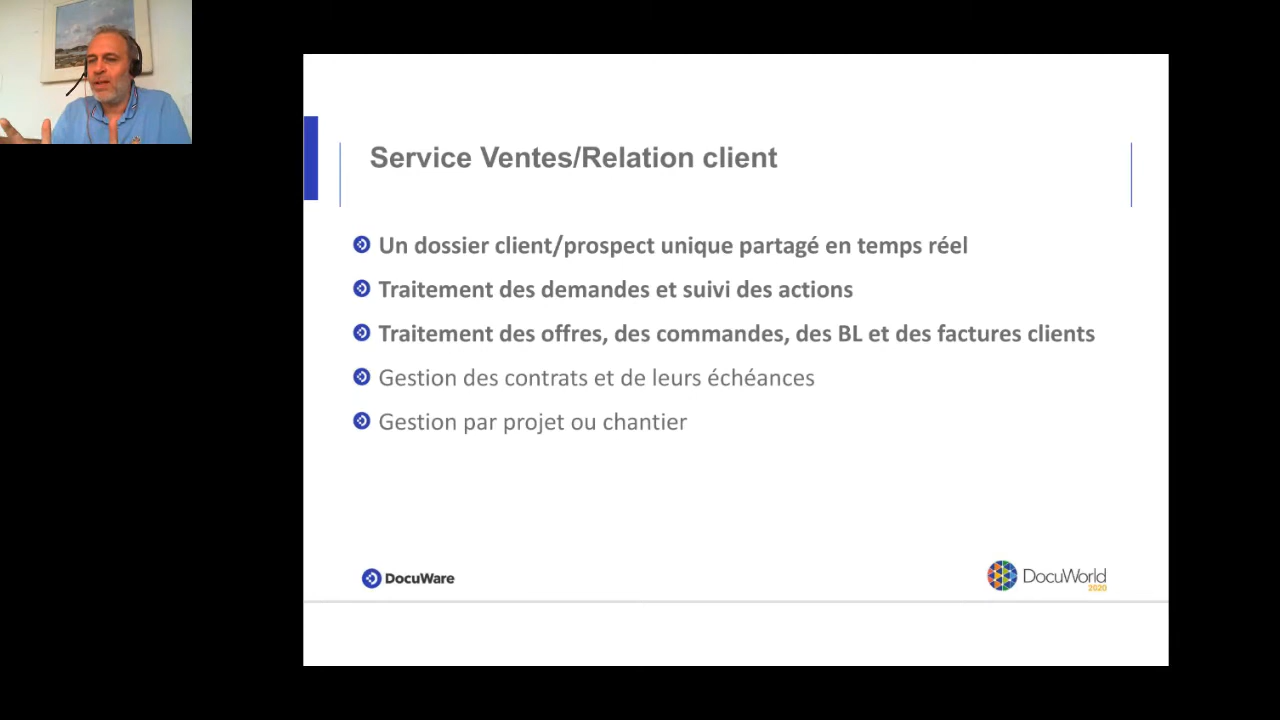 Service Ventes/Relation client
Un dossier client/prospect unique partagé en temps réel
Traitement des demandes et suivi des actions
Traitement des offres, des commandes, des BL et des factures clients
Gestion des contrats et de leurs échéances
Gestion par projet ou chantier
DocuWare
DocuWorld
2020